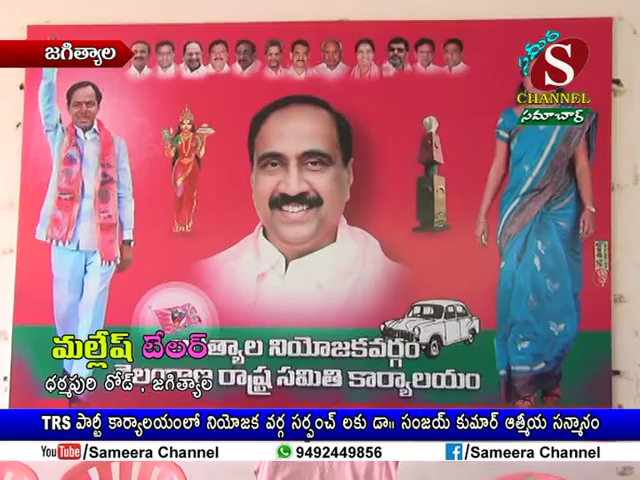 జగిత్యాల
సమీర
S
CHANNEL
సమాచార్
మల్లేష్ టేలర్
త్యాల నియోజకవర్గం
తెలంగాణ రాష్ట్ర సమితి కార్యాలయం
ధర్మపురి రోడ్ , జగిత్యాల
TRS పార్టీ కార్యాలయంలో నియోజక వర్గ సర్పంచ్ లకు డా॥ సంజయ్ కుమార్ ఆత్మీయ సన్మానం
YouTube /Sameera Channel 9492449856 f /Sameera Channel